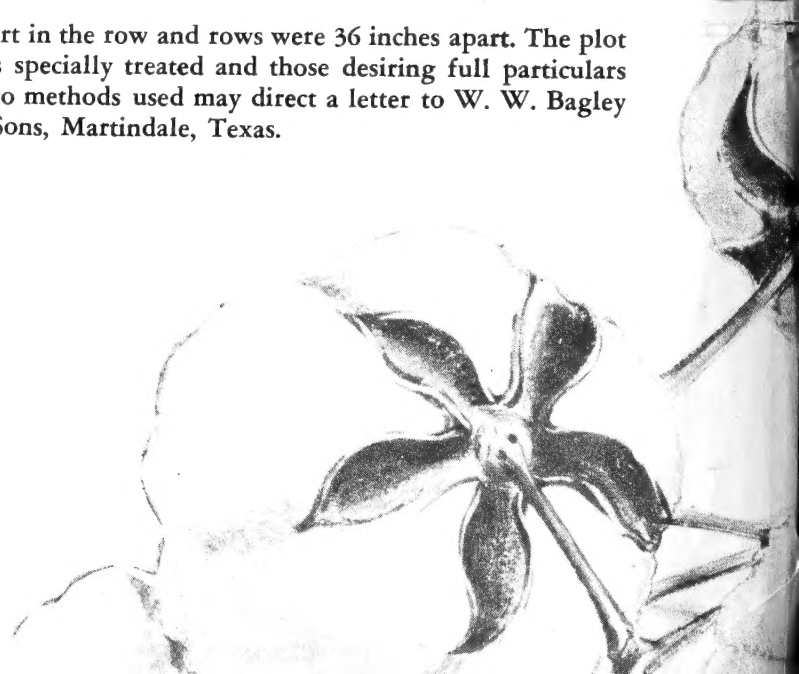 rt in the row and rows were 36 inches apart. The plot
s specially treated and those desiring full particulars
o methods used may direct a letter to W. W. Bagley
Sons, Martindale, Texas.